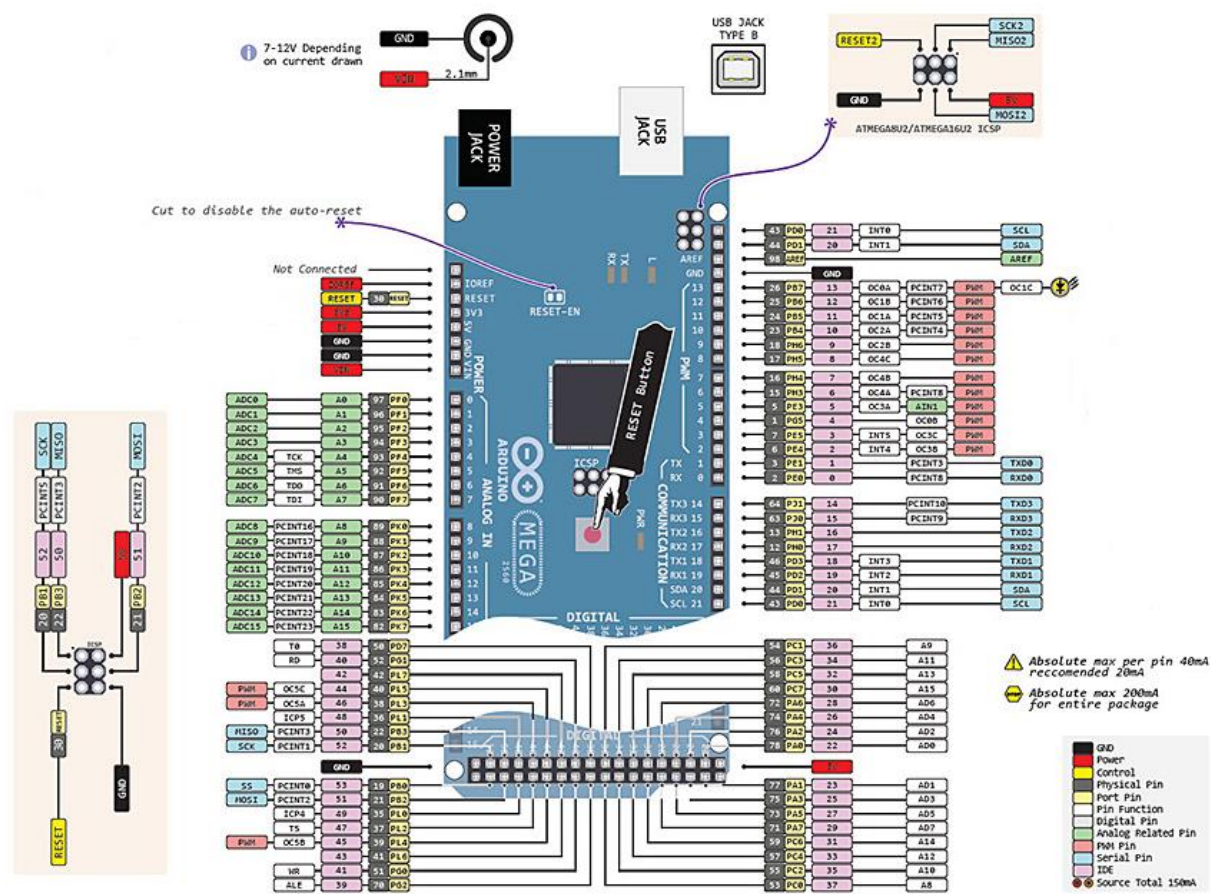 GND
7-12V Depending
on current drawn
VIN
2.1mm
USB JACK
TYPE B
SCK2
RESET2
MISO2
GND
5V
MOSI2
ATMEGA8U2/ATMEGA16U2 ICSP
POWER
JACK
USB
JACK
Cut to disable the auto-reset
Not Connected
IOREF
RESET 30 RESET
3V3
5V
GND
GND
VIN
IOREF
RESET
3V3
5V
GND
GND
VIN
POWER
RESET-EN
RX
TX
L
AREF
GND
13
12
11
10
9
8
PWM
7
6
5
4
3
2
TX 1
RX 0
TX3 14
RX3 15
TX2 16
RX2 17
TX1 18
RX1 19
SDA 20
SCL 21
COMMUNICATION
RESET Button
ICSP
PWR
ARDUINO
MEGA
2560
ANALOG IN
0
1
2
3
4
5
6
7
8
9
10
11
12
13
14
DIGITAL
43 PD0 21 INT0 SCL
44 PD1 20 INT1 SDA
98 AREF AREF
GND
26 PB7 13 OC0A PCINT7 PWM OC1C
25 PB6 12 OC1B PCINT6 PWM
24 PB5 11 OC1A PCINT5 PWM
23 PB4 10 OC2A PCINT4 PWM
18 PH6 9 OC2B PWM
17 PH5 8 OC4C PWM
16 PH4 7 OC4B PWM
15 PH3 6 OC4A PCINT8 PWM
5 PE3 5 OC3A AIN1 PWM
1 PG5 4 OC0B PWM
7 PE5 3 INT5 OC3C PWM
6 PE4 2 INT4 OC3B PWM
3 PE1 1 PCINT3 TXD0
2 PE0 0 PCINT8 RXD0
64 PJ1 14 PCINT10 TXD3
63 PJ0 15 PCINT9 RXD3
13 PH1 16 TXD2
12 PH0 17 RXD2
46 PD3 18 INT3 TXD1
45 PD2 19 INT2 RXD1
44 PD1 20 INT1 SDA
43 PD0 21 INT0 SCL
ADC0 A0 97 PF0
ADC1 A1 96 PF1
ADC2 A2 95 PF2
ADC3 A3 94 PF3
ADC4 TCK A4 93 PF4
ADC5 TMS A5 92 PF5
ADC6 TDO A6 91 PF6
ADC7 TDI A7 90 PF7
ADC8 PCINT16 A8 89 PK0
ADC9 PCINT17 A9 88 PK1
ADC10 PCINT18 A10 87 PK2
ADC11 PCINT19 A11 86 PK3
ADC12 PCINT20 A12 85 PK4
ADC13 PCINT21 A13 84 PK5
ADC14 PCINT22 A14 83 PK6
ADC15 PCINT23 A15 82 PK7
T0 38 50 PD7
RD 40 52 PG1
42 42 PL7
PWM OC5C 44 40 PL5
PWM OC5A 46 38 PL3
ICP5 48 36 PL1
MISO PCINT3 50 22 PB3
SCK PCINT1 52 20 PB1
GND
SS PCINT0 53 19 PB0
MOSI PCINT2 51 21 PB2
ICP4 49 35 PL0
T5 47 37 PL2
PWM OC5B 45 39 PL4
43 41 PL6
WR 41 51 PG0
ALE 39 70 PG2
54 PC1 36 A9
56 PC3 34 A11
58 PC5 32 A13
60 PC7 30 A15
72 PA6 28 AD6
74 PA4 26 AD4
76 PA2 24 AD2
78 PA0 22 AD0
5V
77 PA1 23 AD1
75 PA3 25 AD3
73 PA5 27 AD5
71 PA7 29 AD7
59 PC6 31 A14
57 PC4 33 A12
55 PC2 35 A10
53 PC0 37 A8
DIGITAL
SCK
MISO
MOSI
PCINT5
PCINT3
PCINT2
52
50
51
PB1
PB3
PB2
20
22
21
ICSP
RESET
30
GND
RESET
Absolute max per pin 40mA
reccomended 20mA
Absolute max 200mA
for entire package
GND
Power
Control
Physical Pin
Port Pin
Pin Function
Digital Pin
Analog Related Pin
PWM Pin
Serial Pin
IDE
Source Total 150mA